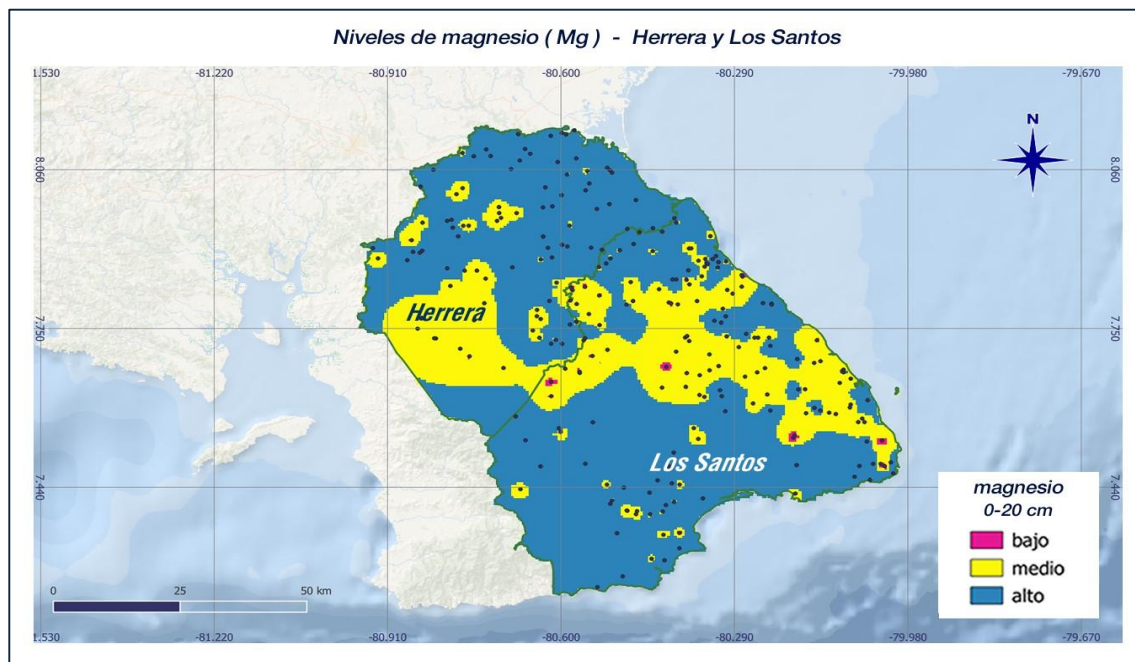 Niveles de magnesio ( Mg ) - Herrera y Los Santos
1.530 -81.220 -80.910 -80.600 -80.290 -79.980 -79.670
N
8.060 8.060
Herrera
7.750 7.750
Los Santos
7.440 7.440
magnesio
0-20 cm
bajo
medio
alto
0 25 50 km
1.530 -81.220 -80.910 -80.600 -80.290 -79.980 -79.670